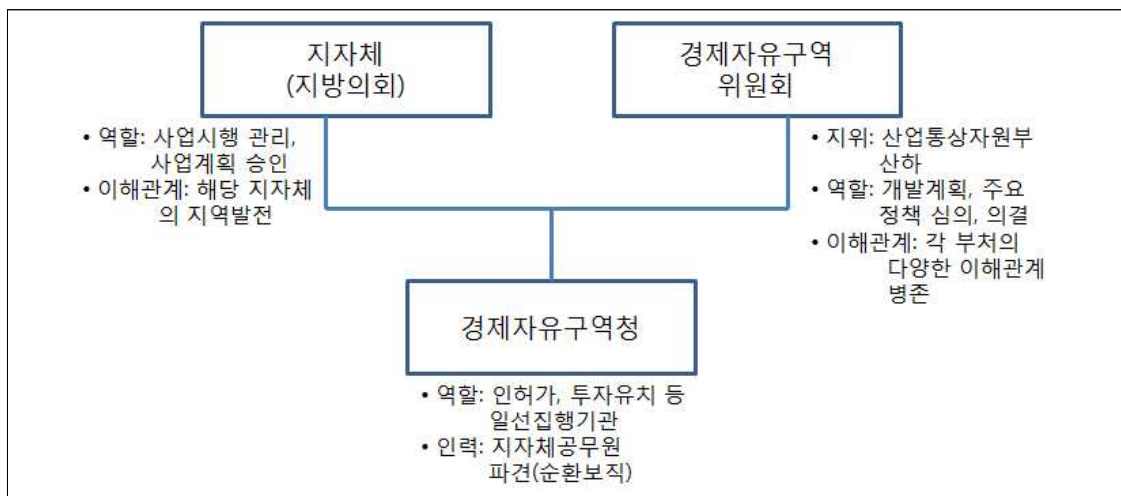 지자체
(지방의회)
• 역할: 사업시행 관리,
사업계획 승인
• 이해관계: 해당 지자체
의 지역발전
경제자유구역
위원회
• 지위: 산업통상자원부
산하
• 역할: 개발계획, 주요
정책 심의, 의결
• 이해관계: 각 부처의
다양한 이해관계
병존
경제자유구역청
• 역할: 인허가, 투자유치 등
일선집행기관
• 인력: 지자체공무원
파견(순환보직)